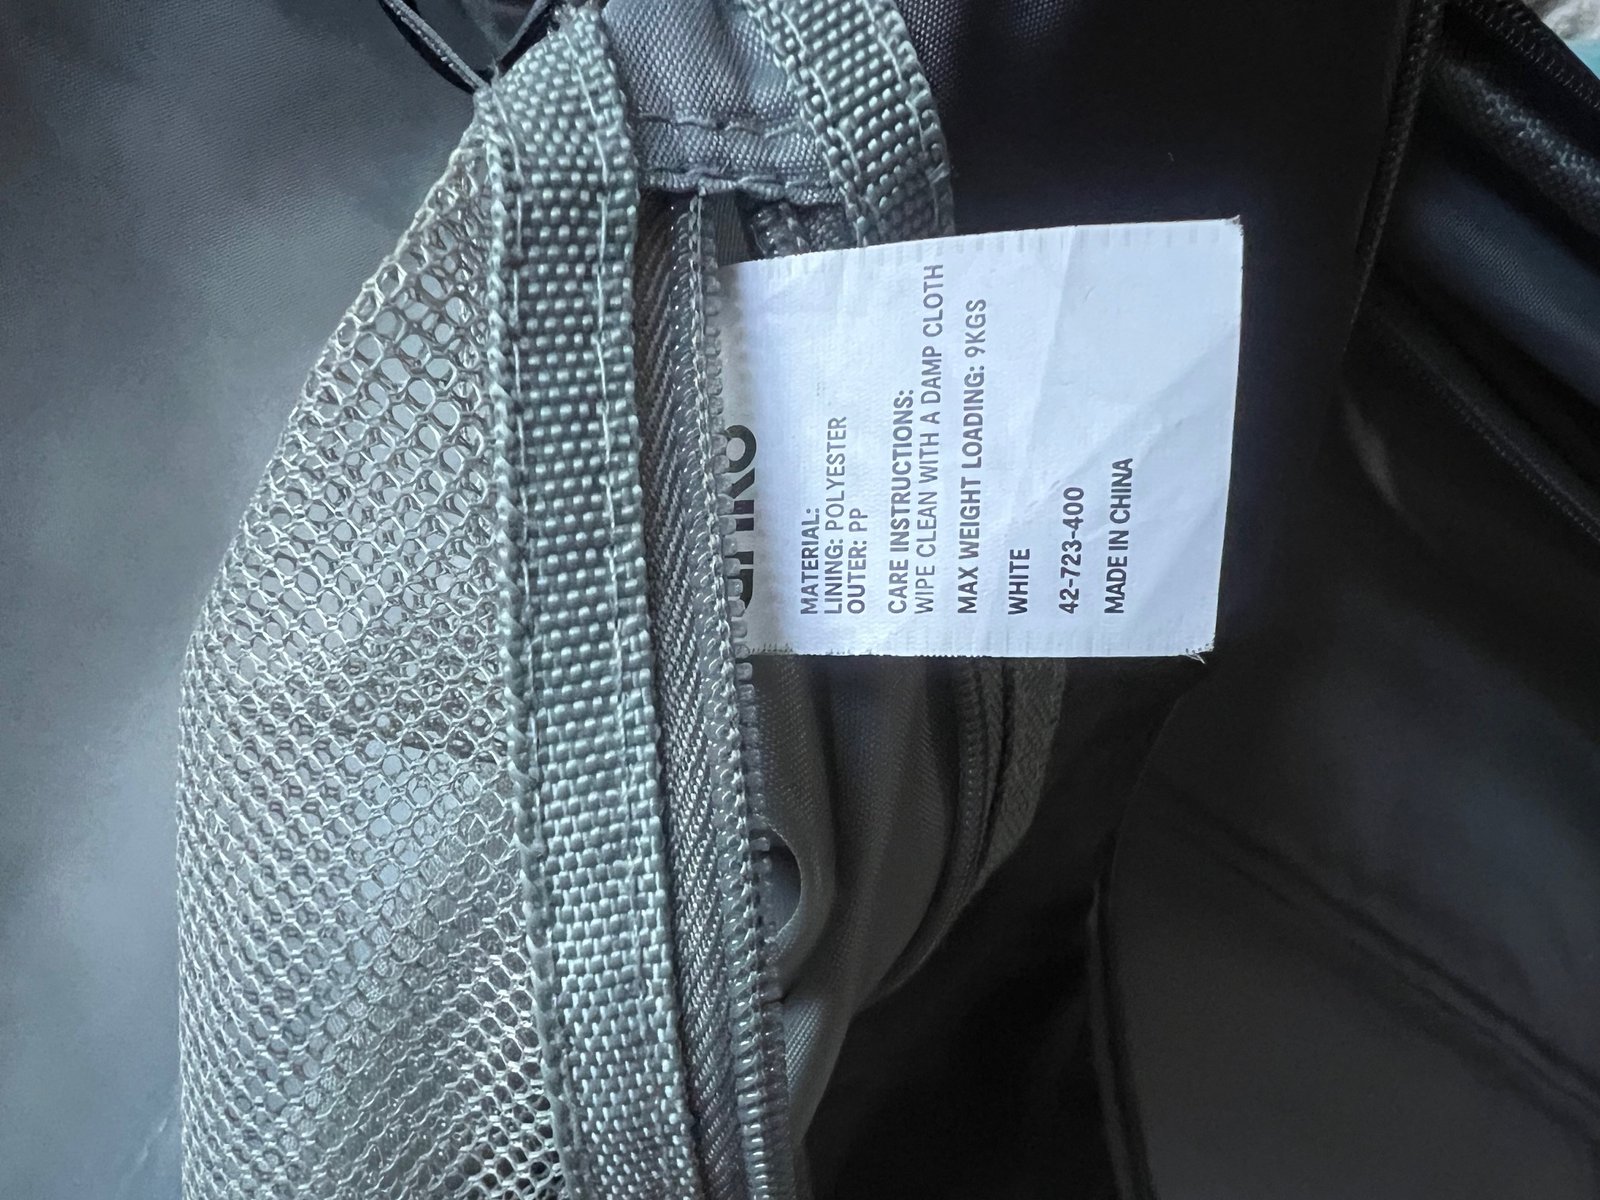 MATERIAL:
LINING: POLYESTER
OUTER: PP
CARE INSTRUCTIONS:
WIPE CLEAN WITH A DAMP CLOTH
MAX WEIGHT LOADING: 9KGS
WHITE
42-723-400
MADE IN CHINA